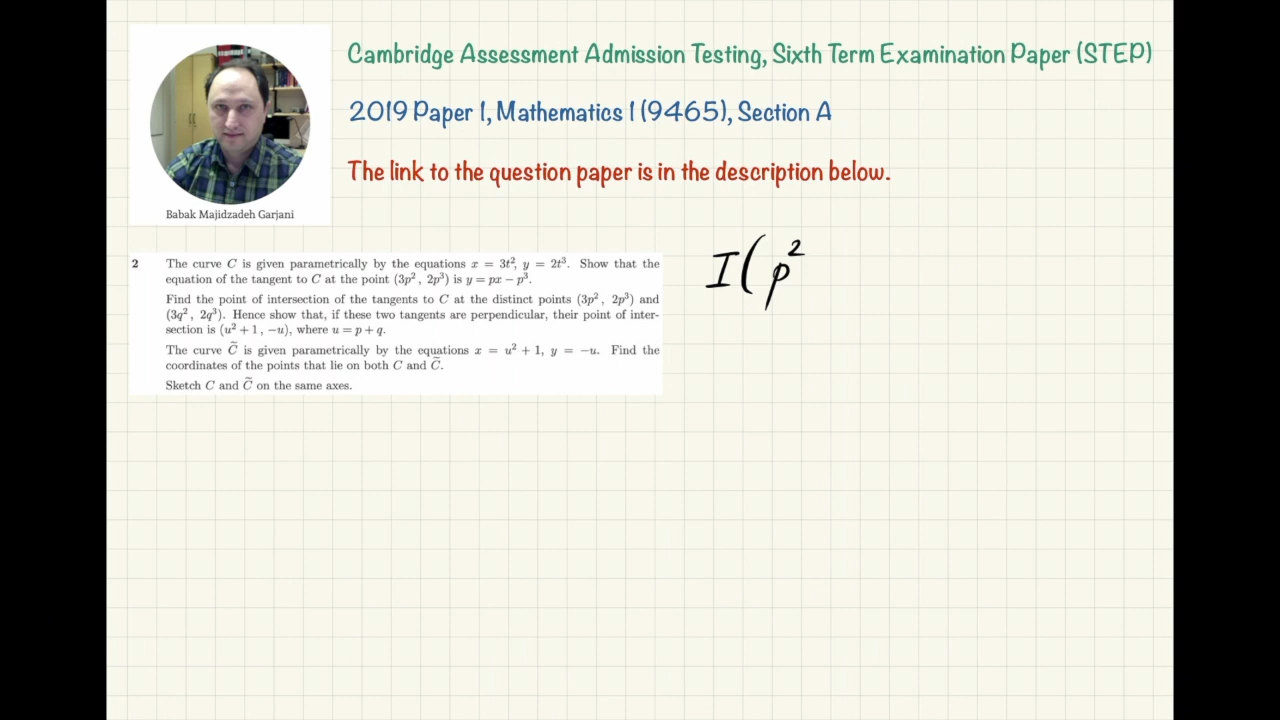 Cambridge Assessment Admission Testing, Sixth Term Examination Paper (STEP)
2019 Paper 1, Mathematics 1 (9465), Section A
The link to the question paper is in the description below.
Babak Majidzadeh Garjani
I(p²
2 The curve C is given parametrically by the equations x = 3t², y = 2t³. Show that the
equation of the tangent to C at the point (3p², 2p³) is y = px − p³.
Find the point of intersection of the tangents to C at the distinct points (3p², 2p³) and
(3q², 2q³). Hence show that, if these two tangents are perpendicular, their point of inter-
section is (u² + 1, −u), where u = p + q.
The curve C̃ is given parametrically by the equations x = u² + 1, y = −u. Find the
coordinates of the points that lie on both C and C̃.
Sketch C and C̃ on the same axes.